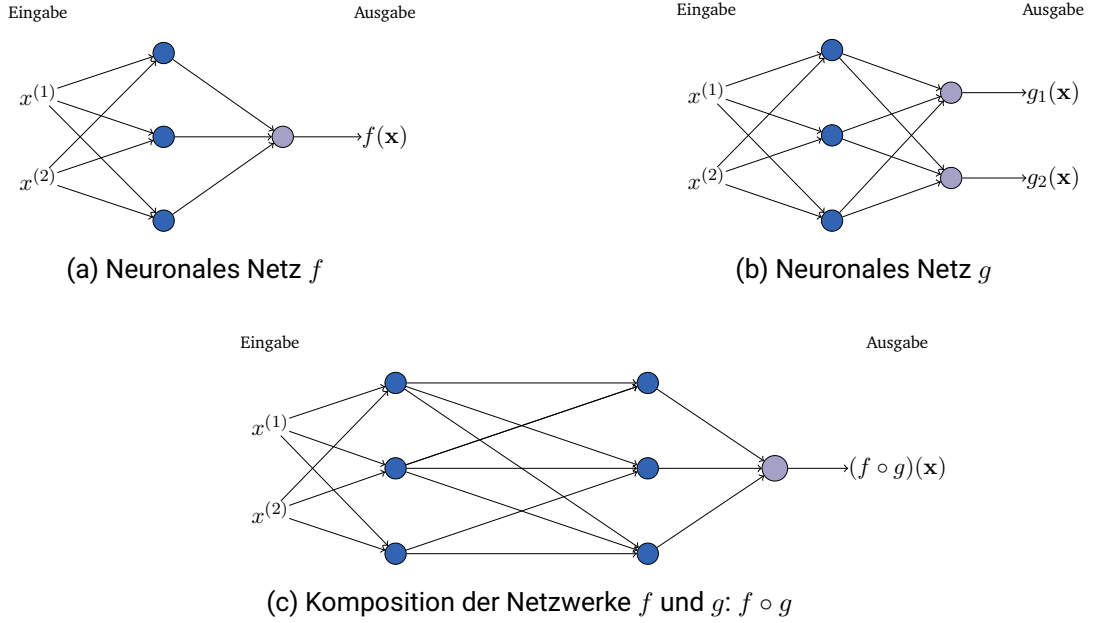 Eingabe
Ausgabe
x^{(1)}
x^{(2)}
f(𝐱)
(a) Neuronales Netz f
Eingabe
Ausgabe
x^{(1)}
x^{(2)}
g_1(𝐱)
g_2(𝐱)
(b) Neuronales Netz g
Eingabe
Ausgabe
x^{(1)}
x^{(2)}
(f ∘ g)(𝐱)
(c) Komposition der Netzwerke f und g: f ∘ g